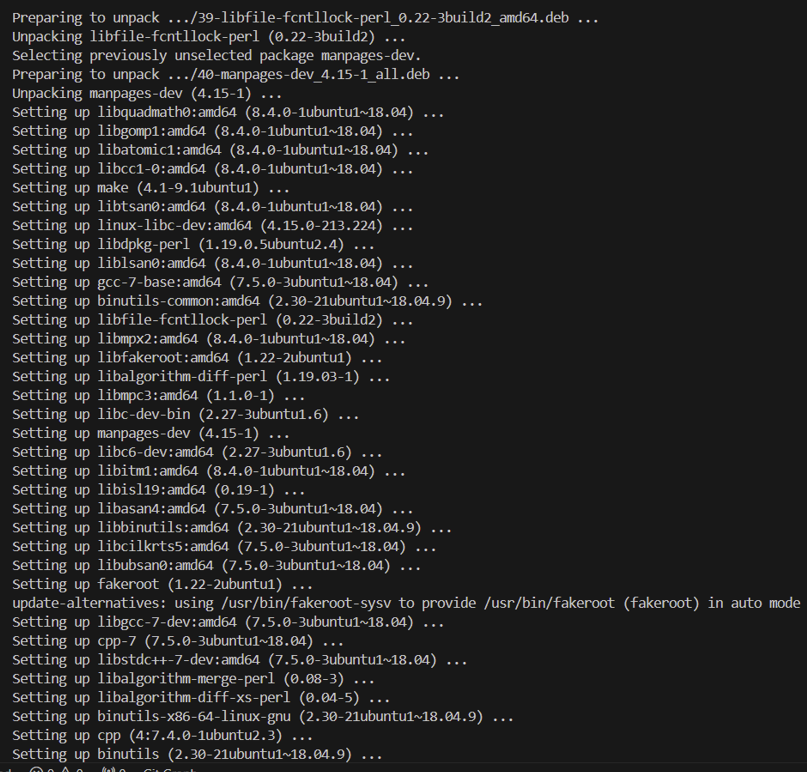 Preparing to unpack .../39-libfile-fcntllock-perl_0.22-3build2_amd64.deb ...
Unpacking libfile-fcntllock-perl (0.22-3build2) ...
Selecting previously unselected package manpages-dev.
Preparing to unpack .../40-manpages-dev_4.15-1_all.deb ...
Unpacking manpages-dev (4.15-1) ...
Setting up libquadmath0:amd64 (8.4.0-1ubuntu1~18.04) ...
Setting up libgomp1:amd64 (8.4.0-1ubuntu1~18.04) ...
Setting up libatomic1:amd64 (8.4.0-1ubuntu1~18.04) ...
Setting up libcc1-0:amd64 (8.4.0-1ubuntu1~18.04) ...
Setting up make (4.1-9.1ubuntu1) ...
Setting up libtsan0:amd64 (8.4.0-1ubuntu1~18.04) ...
Setting up linux-libc-dev:amd64 (4.15.0-213.224) ...
Setting up libdpkg-perl (1.19.0.5ubuntu2.4) ...
Setting up liblsan0:amd64 (8.4.0-1ubuntu1~18.04) ...
Setting up gcc-7-base:amd64 (7.5.0-3ubuntu1~18.04) ...
Setting up binutils-common:amd64 (2.30-21ubuntu1~18.04.9) ...
Setting up libfile-fcntllock-perl (0.22-3build2) ...
Setting up libmpx2:amd64 (8.4.0-1ubuntu1~18.04) ...
Setting up libfakeroot:amd64 (1.22-2ubuntu1) ...
Setting up libalgorithm-diff-perl (1.19.03-1) ...
Setting up libmpc3:amd64 (1.1.0-1) ...
Setting up libc-dev-bin (2.27-3ubuntu1.6) ...
Setting up manpages-dev (4.15-1) ...
Setting up libc6-dev:amd64 (2.27-3ubuntu1.6) ...
Setting up libitm1:amd64 (8.4.0-1ubuntu1~18.04) ...
Setting up libisl19:amd64 (0.19-1) ...
Setting up libasan4:amd64 (7.5.0-3ubuntu1~18.04) ...
Setting up libbinutils:amd64 (2.30-21ubuntu1~18.04.9) ...
Setting up libcilkrts5:amd64 (7.5.0-3ubuntu1~18.04) ...
Setting up libubsan0:amd64 (7.5.0-3ubuntu1~18.04) ...
Setting up fakeroot (1.22-2ubuntu1) ...
update-alternatives: using /usr/bin/fakeroot-sysv to provide /usr/bin/fakeroot (fakeroot) in auto mode
Setting up libgcc-7-dev:amd64 (7.5.0-3ubuntu1~18.04) ...
Setting up cpp-7 (7.5.0-3ubuntu1~18.04) ...
Setting up libstdc++-7-dev:amd64 (7.5.0-3ubuntu1~18.04) ...
Setting up libalgorithm-merge-perl (0.08-3) ...
Setting up libalgorithm-diff-xs-perl (0.04-5) ...
Setting up binutils-x86-64-linux-gnu (2.30-21ubuntu1~18.04.9) ...
Setting up cpp (4:7.4.0-1ubuntu2.3) ...
Setting up binutils (2.30-21ubuntu1~18.04.9) ...